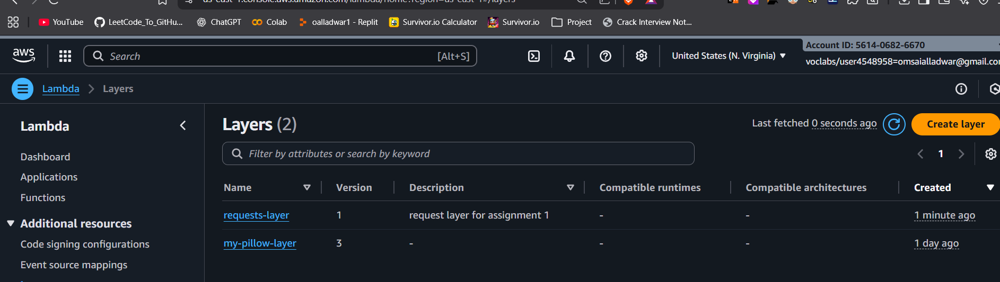 us-east-1.console.aws.amazon.com/lambda/home?region=us-east-1#/layers
YouTube LeetCode_To_GitHu... ChatGPT Colab oalladwar1 - Replit Survivor.io Calculator Survivor.io Project Crack Interview Not...
aws Search [Alt+S] United States (N. Virginia) Account ID: 5614-0682-6670
voclabs/user4548958=omsaialladwar@gmail.co
Lambda > Layers
Lambda
Dashboard
Applications
Functions
Additional resources
Code signing configurations
Event source mappings
Layers (2) Last fetched 0 seconds ago Create layer
Filter by attributes or search by keyword 1
Name Version Description Compatible runtimes Compatible architectures Created
requests-layer 1 request layer for assignment 1 - - 1 minute ago
my-pillow-layer 3 - - - 1 day ago